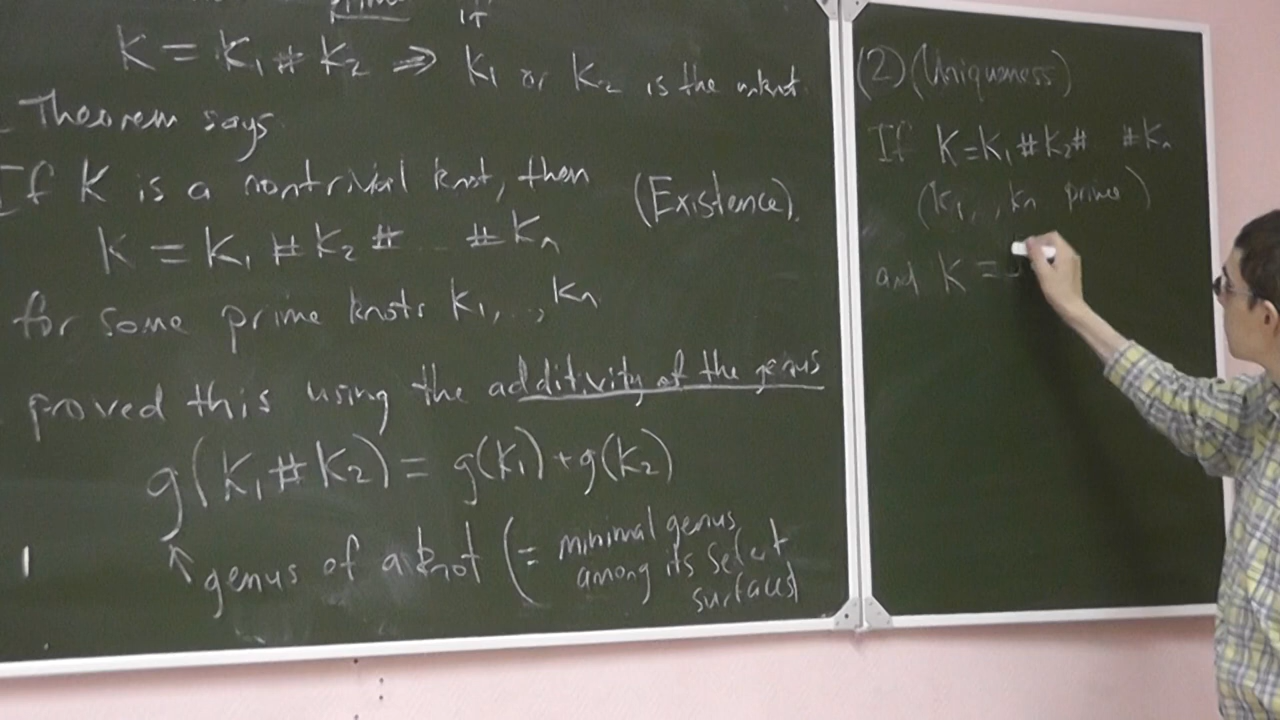 prime if
K = K₁ # K₂ ⇒ K₁ or K₂ is the unknot
Theorem says
If K is a nontrivial knot, then
(Existence).
K = K₁ # K₂ # .. # Kn
for some prime knots K₁, .., Kn
proved this using the additivity of the genus
g(K₁ # K₂) = g(K₁) + g(K₂)
↖ genus of a knot (= minimal genus
among its Seifert
surfaces
(2) (Uniqueness)
If K = K₁ # K₂ # # Kn
(K₁, .., Kn prime)
and K =